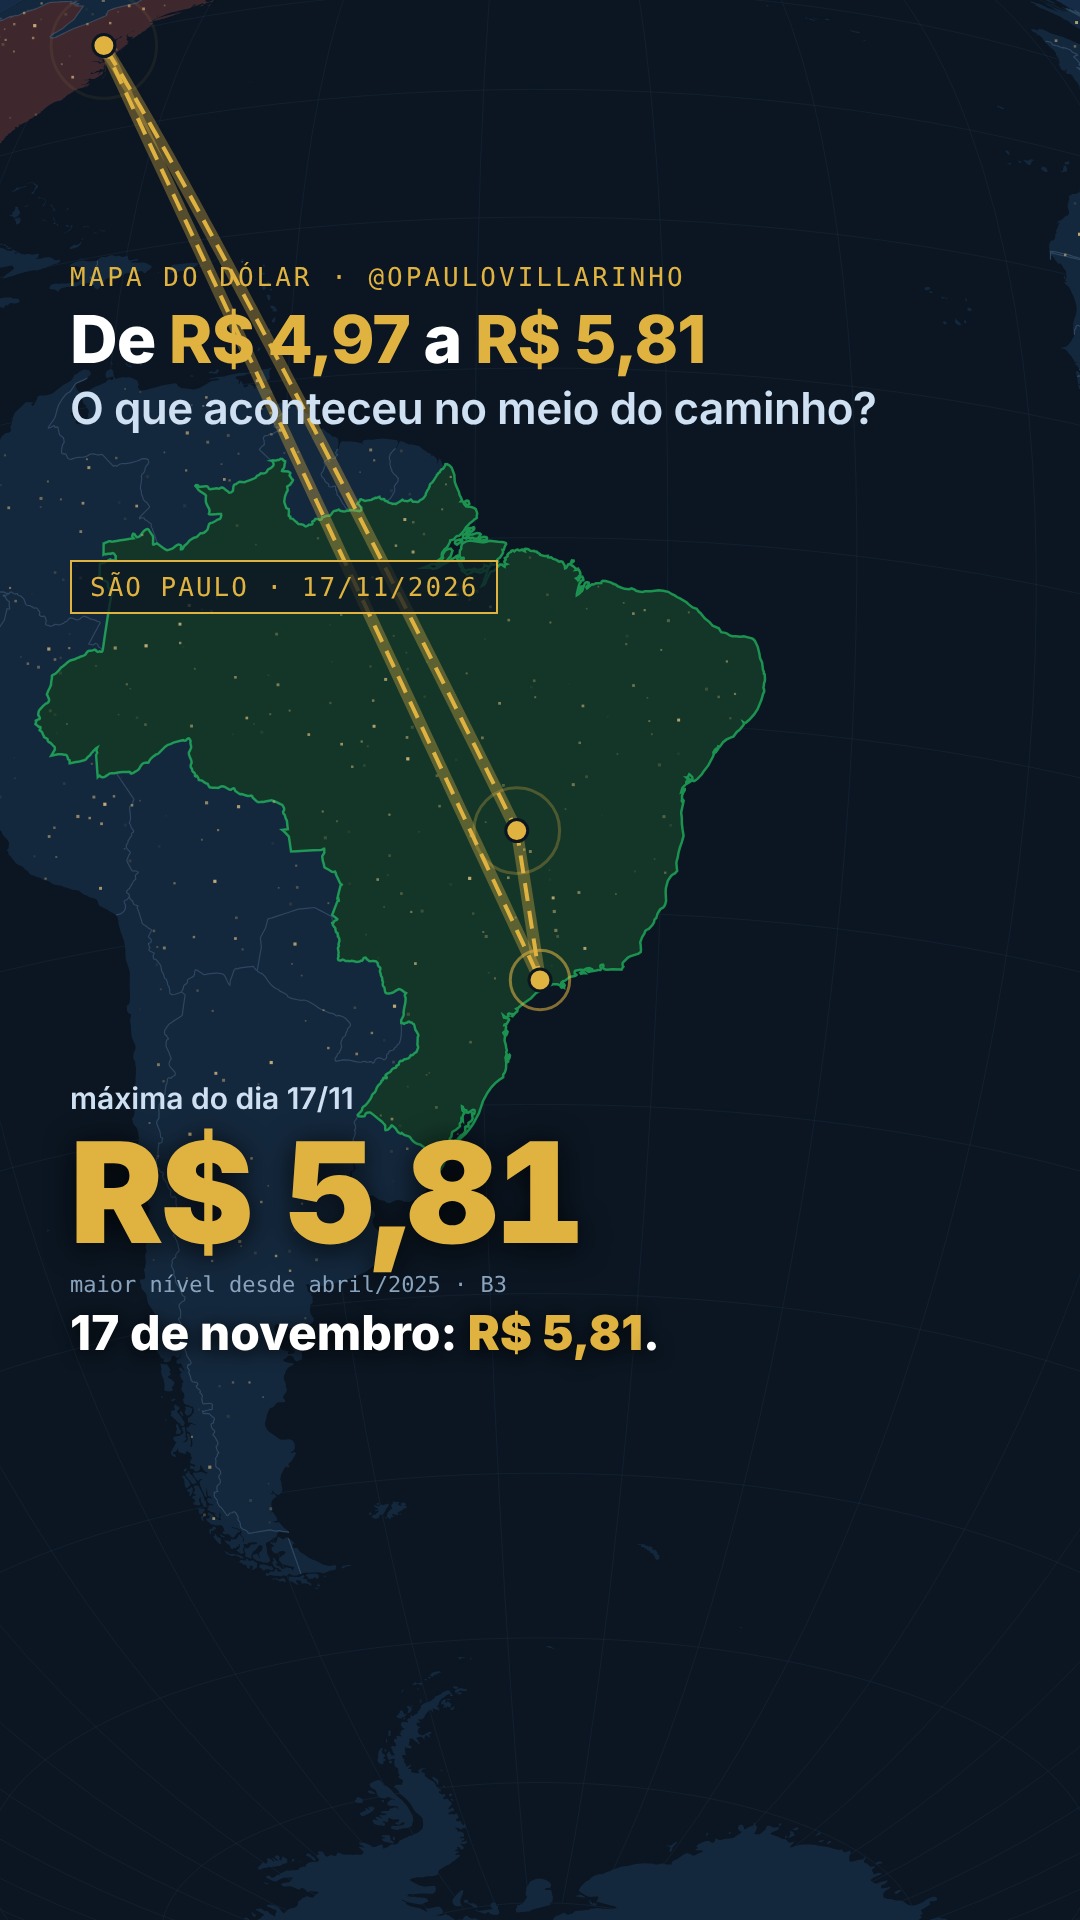 MAPA DO DÓLAR · @OPAULOVILLARINHO
De R$ 4,97 a R$ 5,81
O que aconteceu no meio do caminho?
SÃO PAULO · 17/11/2026
máxima do dia 17/11
R$ 5,81
maior nível desde abril/2025 · B3
17 de novembro: R$ 5,81.